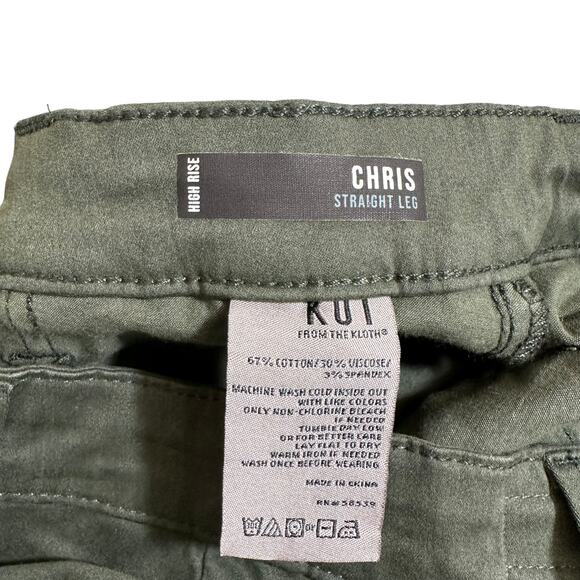 HIGH RISE
CHRIS
STRAIGHT LEG
KUT
FROM THE KLOTH®
67% COTTON/30% VISCOSE/
3% SPANDEX
MACHINE WASH COLD INSIDE OUT
WITH LIKE COLORS
ONLY NON-CHLORINE BLEACH
IF NEEDED
TUMBLE DRY LOW
OR FOR BETTER CARE
LAY FLAT TO DRY
WARM IRON IF NEEDED
WASH ONCE BEFORE WEARING
MADE IN CHINA
RN# 58539
OR